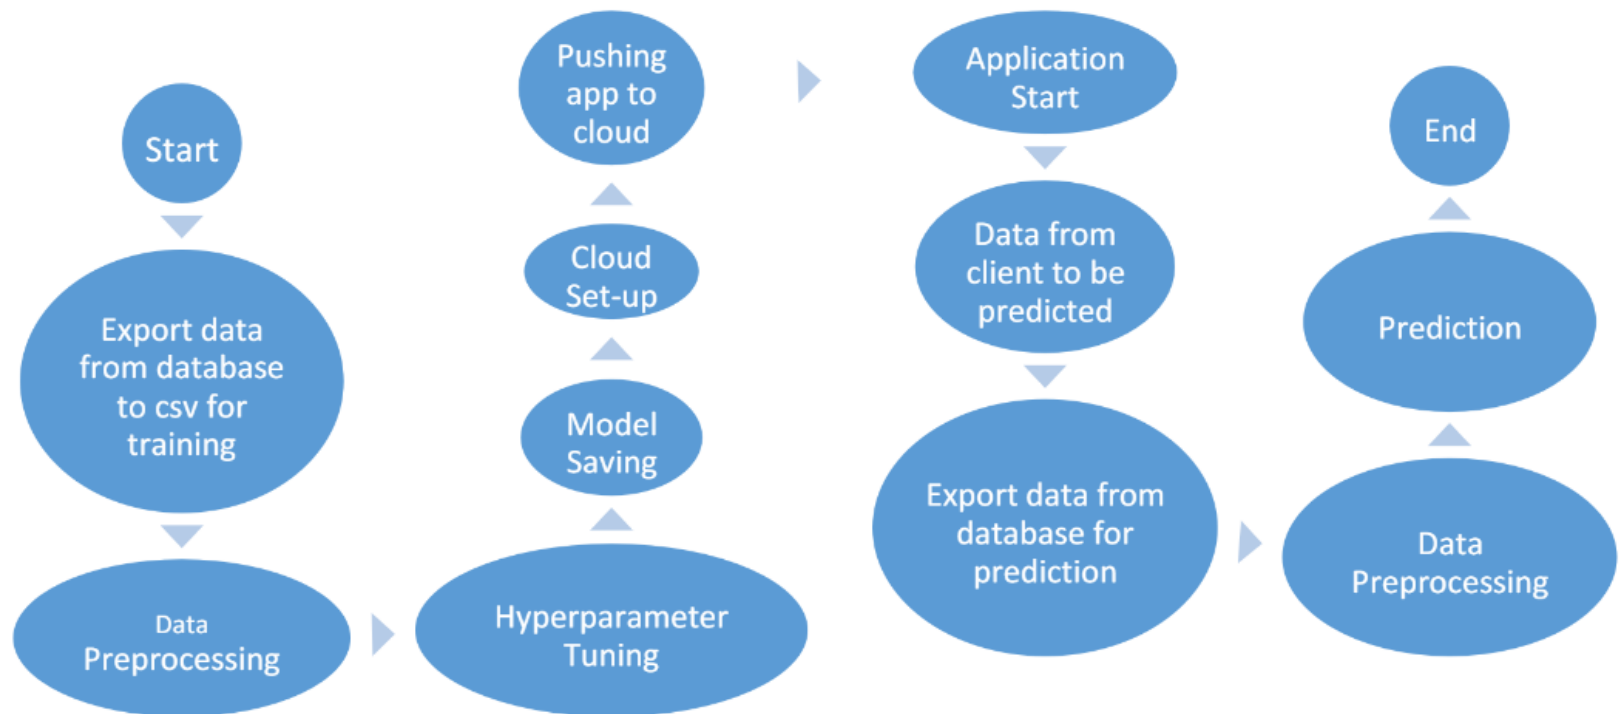 Start
Export data
from database
to csv for
training
Data
Preprocessing
Hyperparameter
Tuning
Model
Saving
Cloud
Set-up
Pushing
app to
cloud
Application
Start
Data from
client to be
predicted
Export data from
database for
prediction
Data
Preprocessing
Prediction
End